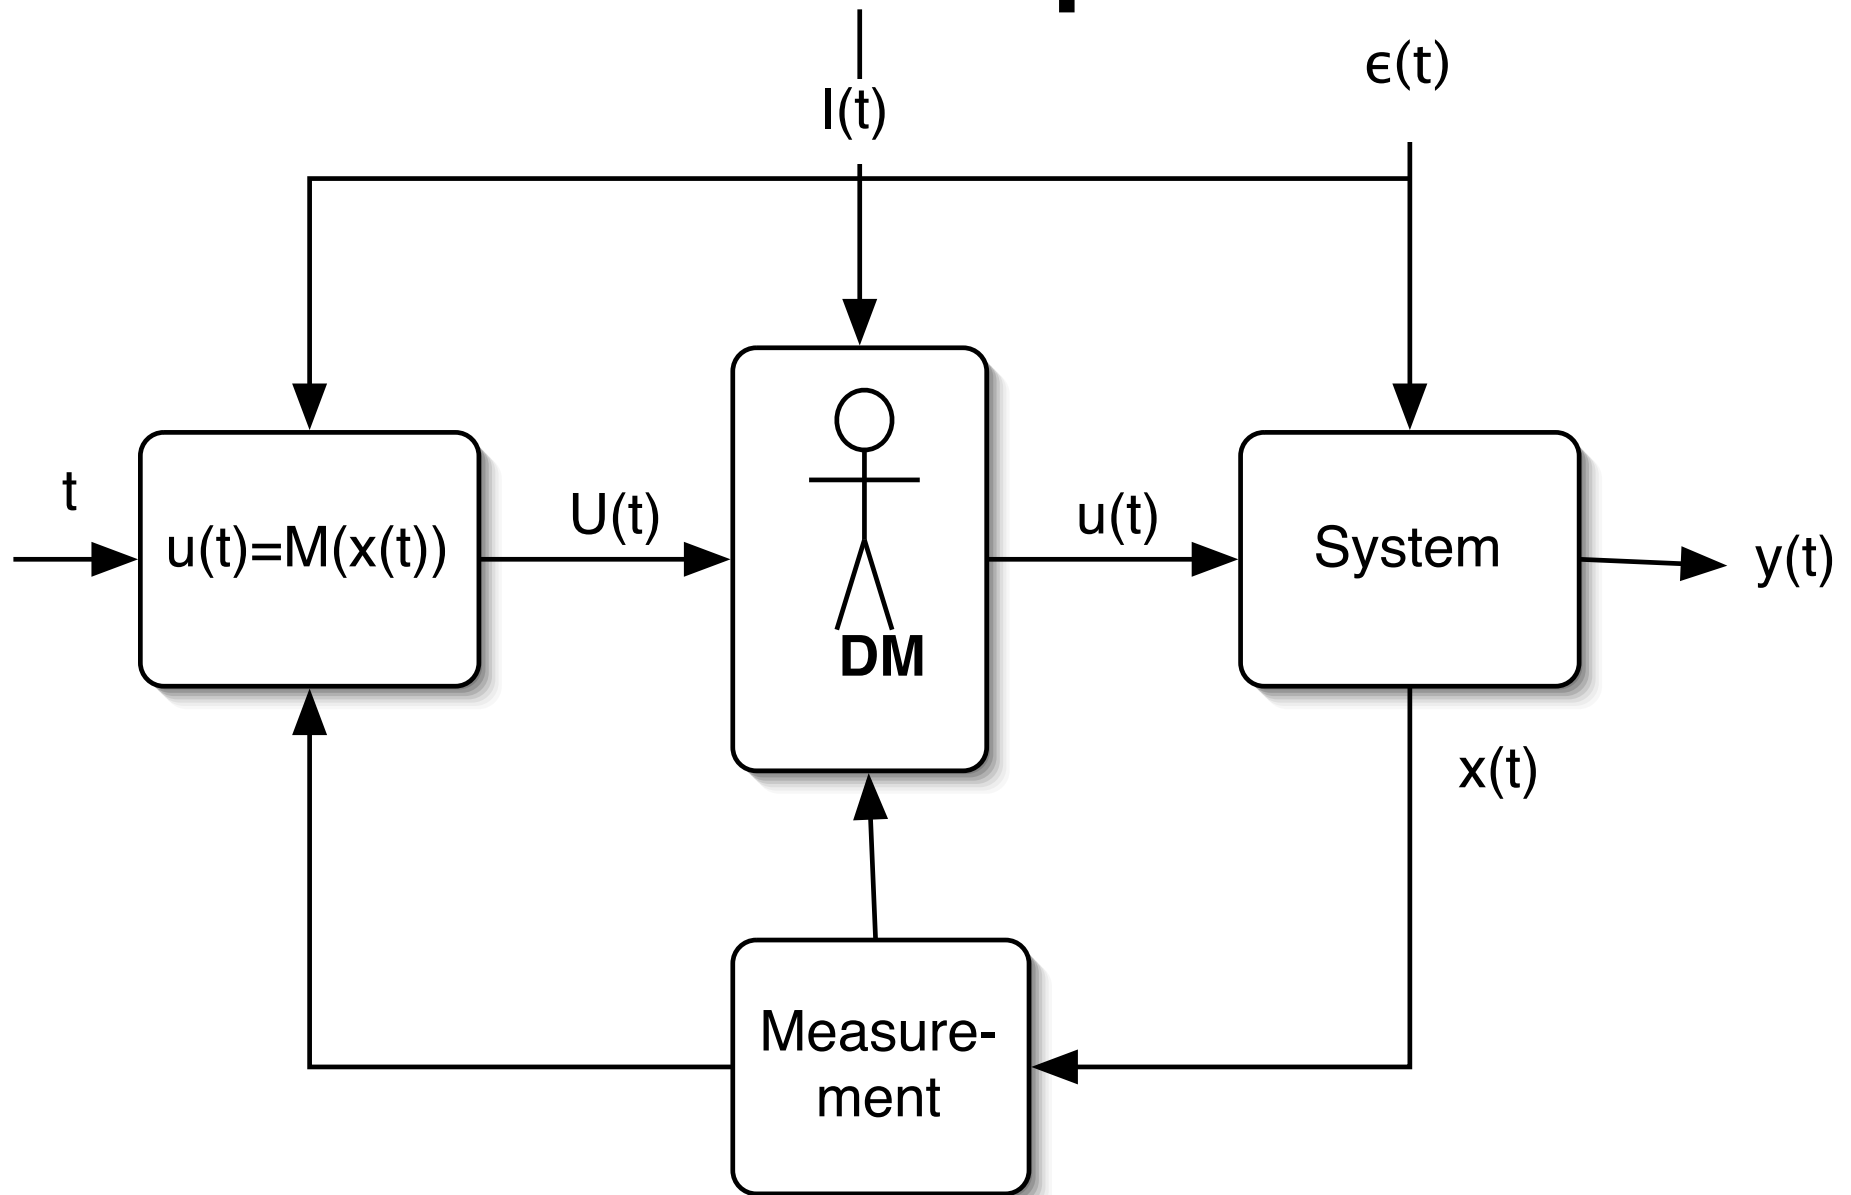 I(t)
ϵ(t)
t
u(t)=M(x(t))
U(t)
DM
u(t)
System
y(t)
x(t)
Measure-
ment